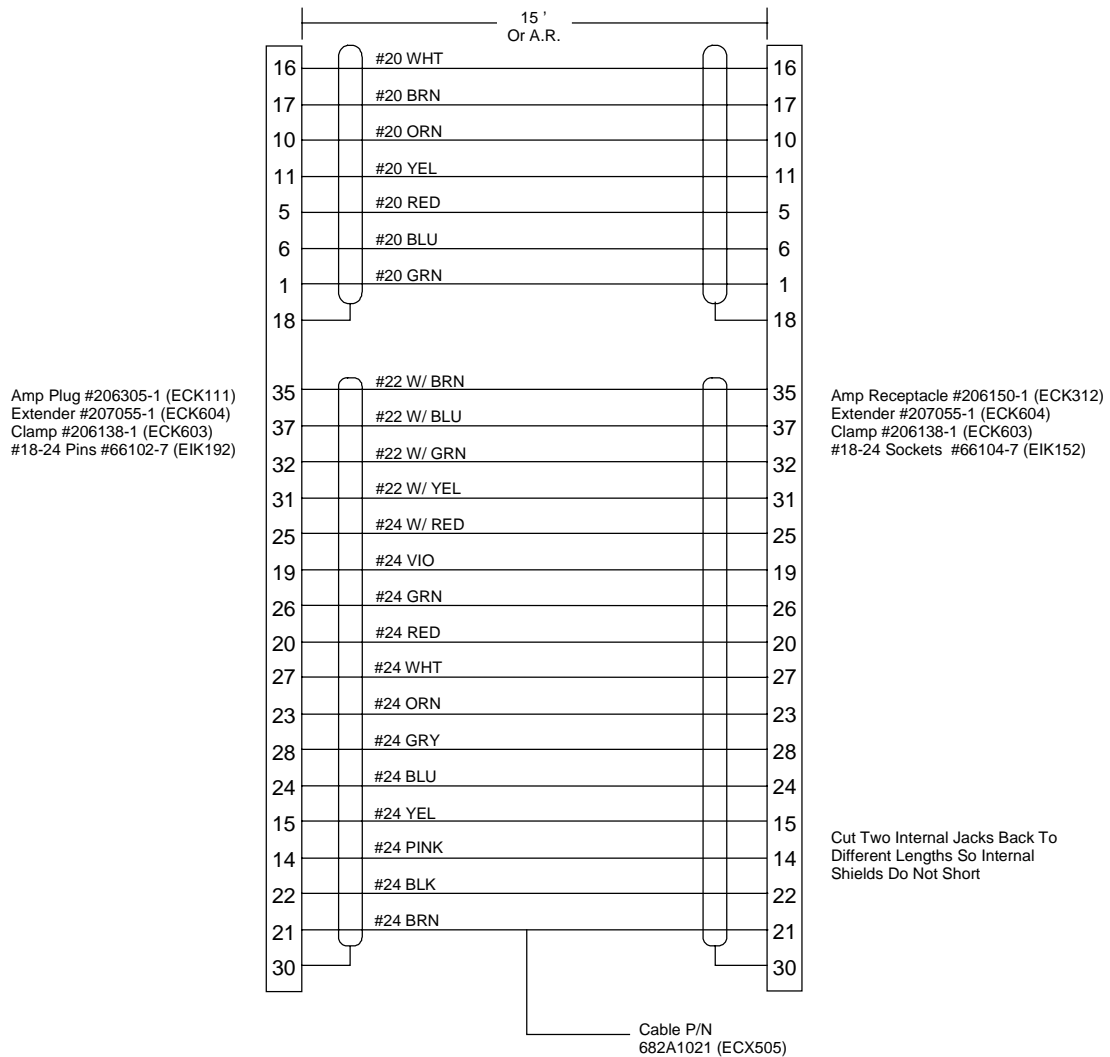 15 '
Or A.R.
16 #20 WHT 16
17 #20 BRN 17
10 #20 ORN 10
11 #20 YEL 11
5 #20 RED 5
6 #20 BLU 6
1 #20 GRN 1
18 18
35 #22 W/ BRN 35
37 #22 W/ BLU 37
32 #22 W/ GRN 32
31 #22 W/ YEL 31
25 #24 W/ RED 25
19 #24 VIO 19
26 #24 GRN 26
20 #24 RED 20
27 #24 WHT 27
23 #24 ORN 23
28 #24 GRY 28
24 #24 BLU 24
15 #24 YEL 15
14 #24 PINK 14
22 #24 BLK 22
21 #24 BRN 21
30 30
Amp Plug #206305-1 (ECK111)
Extender #207055-1 (ECK604)
Clamp #206138-1 (ECK603)
#18-24 Pins #66102-7 (EIK192)
Amp Receptacle #206150-1 (ECK312)
Extender #207055-1 (ECK604)
Clamp #206138-1 (ECK603)
#18-24 Sockets #66104-7 (EIK152)
Cut Two Internal Jacks Back To
Different Lengths So Internal
Shields Do Not Short
Cable P/N
682A1021 (ECX505)